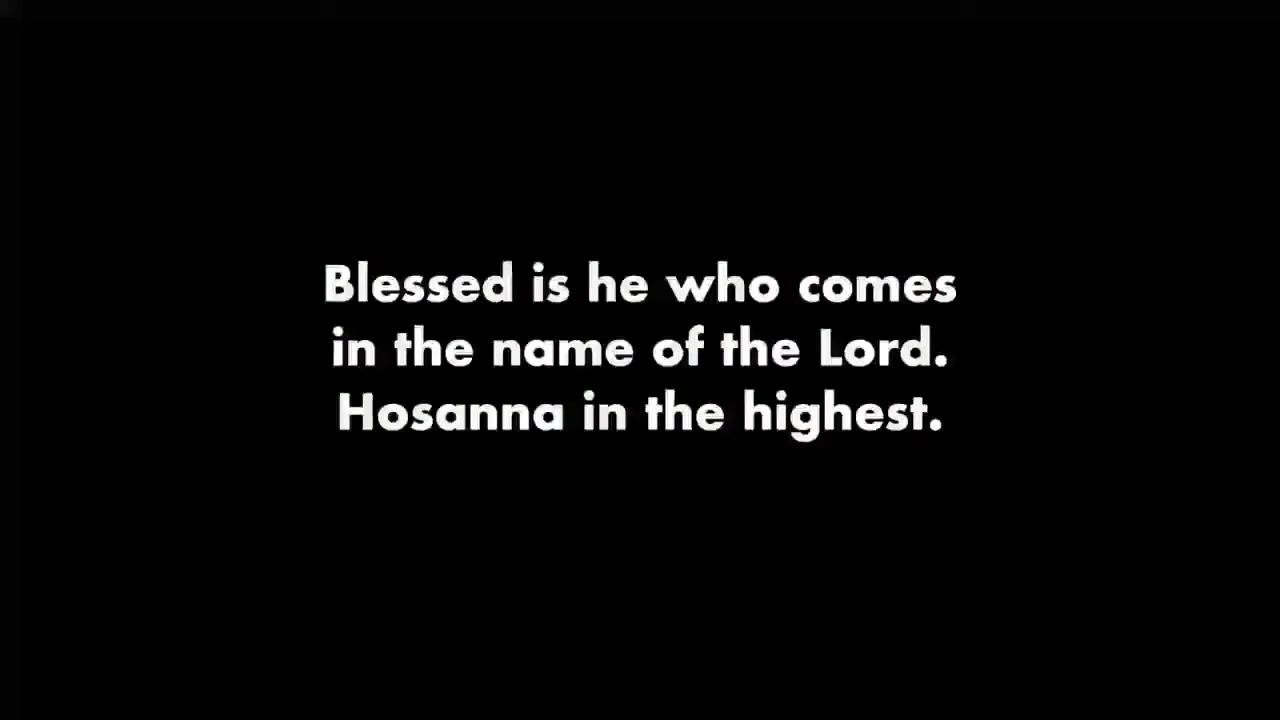 Blessed is he who comes
in the name of the Lord.
Hosanna in the highest.